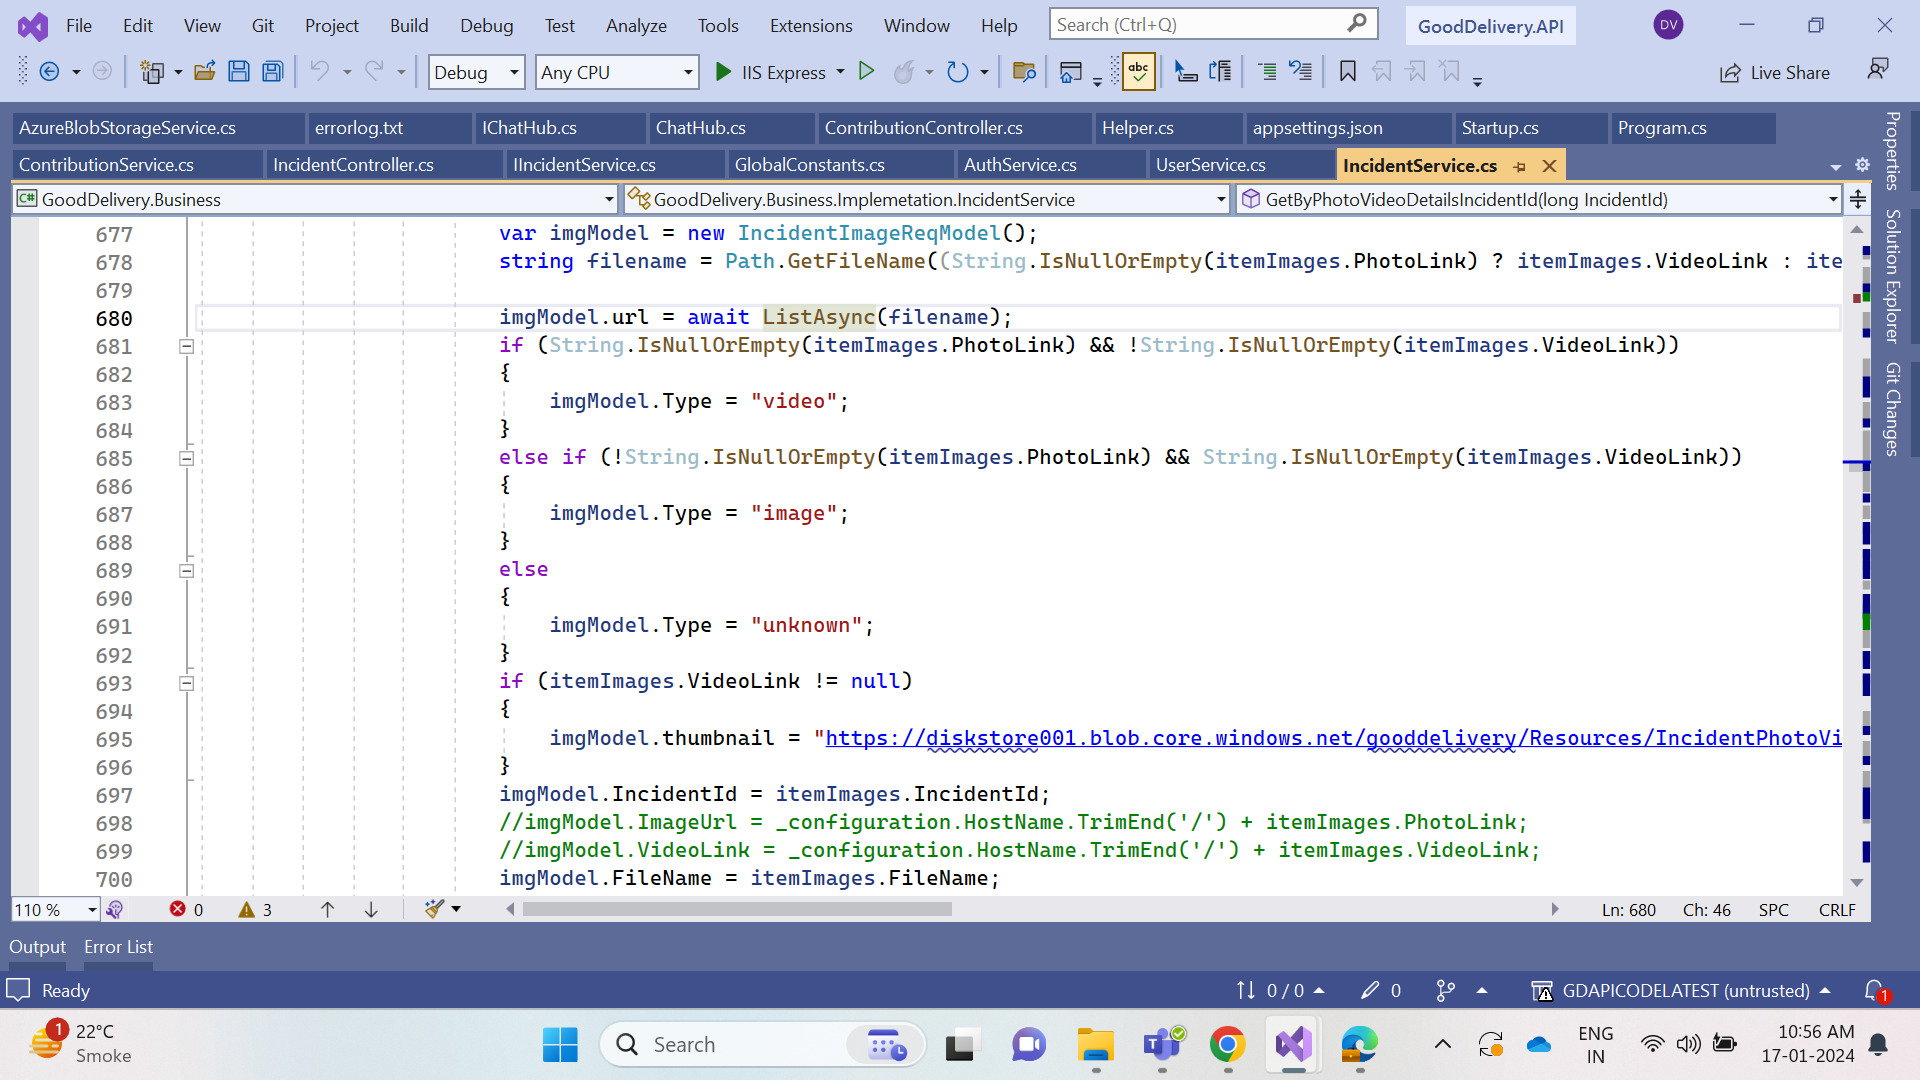 File Edit View Git Project Build Debug Test Analyze Tools Extensions Window Help Search (Ctrl+Q) GoodDelivery.API DV
Debug Any CPU IIS Express abc Live Share
AzureBlobStorageService.cs errorlog.txt IChatHub.cs ChatHub.cs ContributionController.cs Helper.cs appsettings.json Startup.cs Program.cs
ContributionService.cs IncidentController.cs IIncidentService.cs GlobalConstants.cs AuthService.cs UserService.cs IncidentService.cs
C# GoodDelivery.Business GoodDelivery.Business.Implemetation.IncidentService GetByPhotoVideoDetailsIncidentId(long IncidentId)
677 var imgModel = new IncidentImageReqModel();
678 string filename = Path.GetFileName((String.IsNullOrEmpty(itemImages.PhotoLink) ? itemImages.VideoLink : ite
679
680 imgModel.url = await ListAsync(filename);
681 if (String.IsNullOrEmpty(itemImages.PhotoLink) && !String.IsNullOrEmpty(itemImages.VideoLink))
682 {
683 imgModel.Type = "video";
684 }
685 else if (!String.IsNullOrEmpty(itemImages.PhotoLink) && String.IsNullOrEmpty(itemImages.VideoLink))
686 {
687 imgModel.Type = "image";
688 }
689 else
690 {
691 imgModel.Type = "unknown";
692 }
693 if (itemImages.VideoLink != null)
694 {
695 imgModel.thumbnail = "https://diskstore001.blob.core.windows.net/gooddelivery/Resources/IncidentPhotoVi
696 }
697 imgModel.IncidentId = itemImages.IncidentId;
698 //imgModel.ImageUrl = _configuration.HostName.TrimEnd('/') + itemImages.PhotoLink;
699 //imgModel.VideoLink = _configuration.HostName.TrimEnd('/') + itemImages.VideoLink;
700 imgModel.FileName = itemImages.FileName;
Properties
Solution Explorer
Git Changes
110 % 0 3 Ln: 680 Ch: 46 SPC CRLF
Output Error List
Ready 0 / 0 0 GDAPICODELATEST (untrusted) 1
1 22°C
Smoke
Search
ENG
IN
10:56 AM
17-01-2024